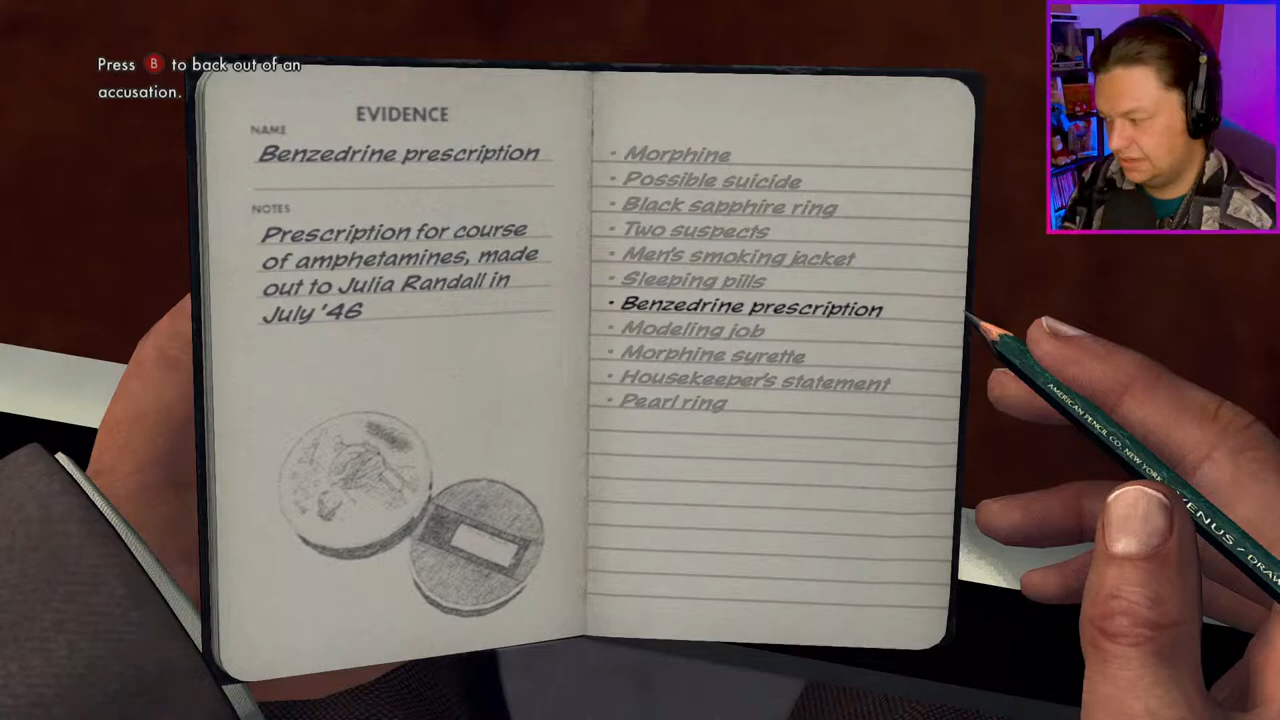 Press B to back out of an
accusation.
EVIDENCE
NAME
Benzedrine prescription
NOTES
Prescription for course
of amphetamines, made
out to Julia Randall in
July '46
· Morphine
· Possible suicide
· Black sapphire ring
· Two suspects
· Men's smoking jacket
· Sleeping pills
· Benzedrine prescription
· Modeling job
· Morphine syrette
· Housekeeper's statement
· Pearl ring
AMERICAN PENCIL CO. NEW YORK
VENUS / DRAW